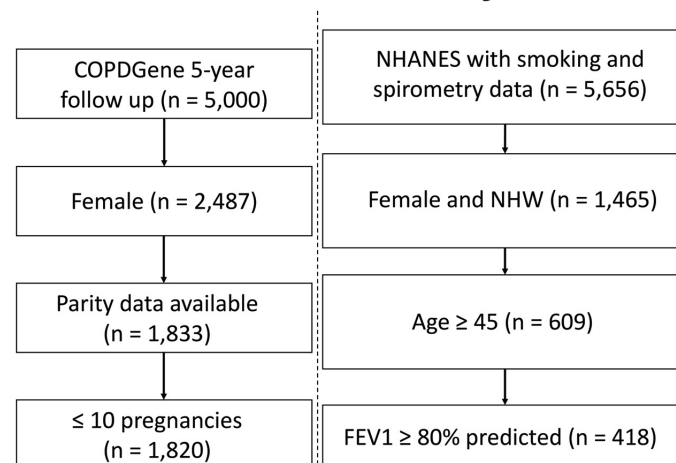 COPDGene 5-year
follow up (n = 5,000)
Female (n = 2,487)
Parity data available
(n = 1,833)
≤ 10 pregnancies
(n = 1,820)
NHANES with smoking and
spirometry data (n = 5,656)
Female and NHW (n = 1,465)
Age ≥ 45 (n = 609)
FEV1 ≥ 80% predicted (n = 418)